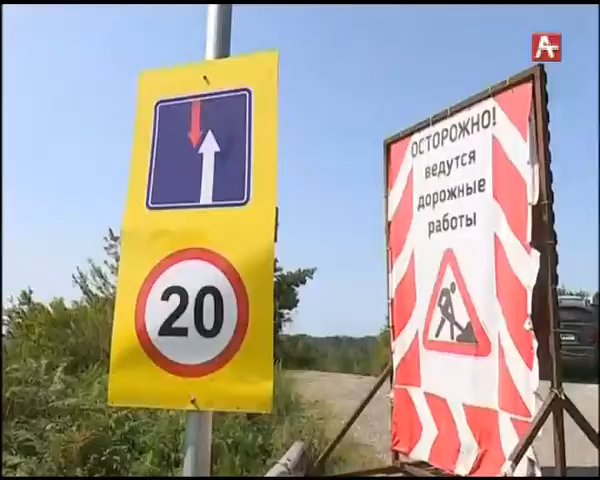 20
ОСТОРОЖНО!
ведутся
дорожные
работы